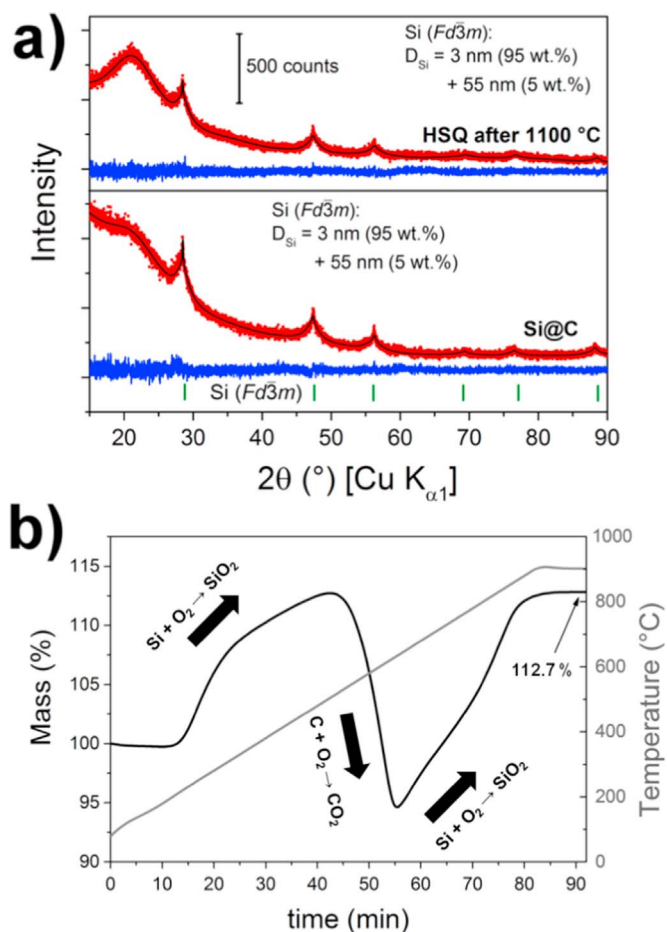 a)
500 counts
Si (Fd3̅m):
D_Si = 3 nm (95 wt.%)
+ 55 nm (5 wt.%)
HSQ after 1100 °C
Si (Fd3̅m):
D_Si = 3 nm (95 wt.%)
+ 55 nm (5 wt.%)
Si@C
Si (Fd3̅m)
Intensity
20 30 40 50 60 70 80 90
2θ (°) [Cu K_α1]
b)
115
110
105
100
95
90
Mass (%)
Si + O₂ → SiO₂
C + O₂ → CO₂
Si + O₂ → SiO₂
112.7 %
1000
800
600
400
200
0
Temperature (°C)
0 10 20 30 40 50 60 70 80 90
time (min)